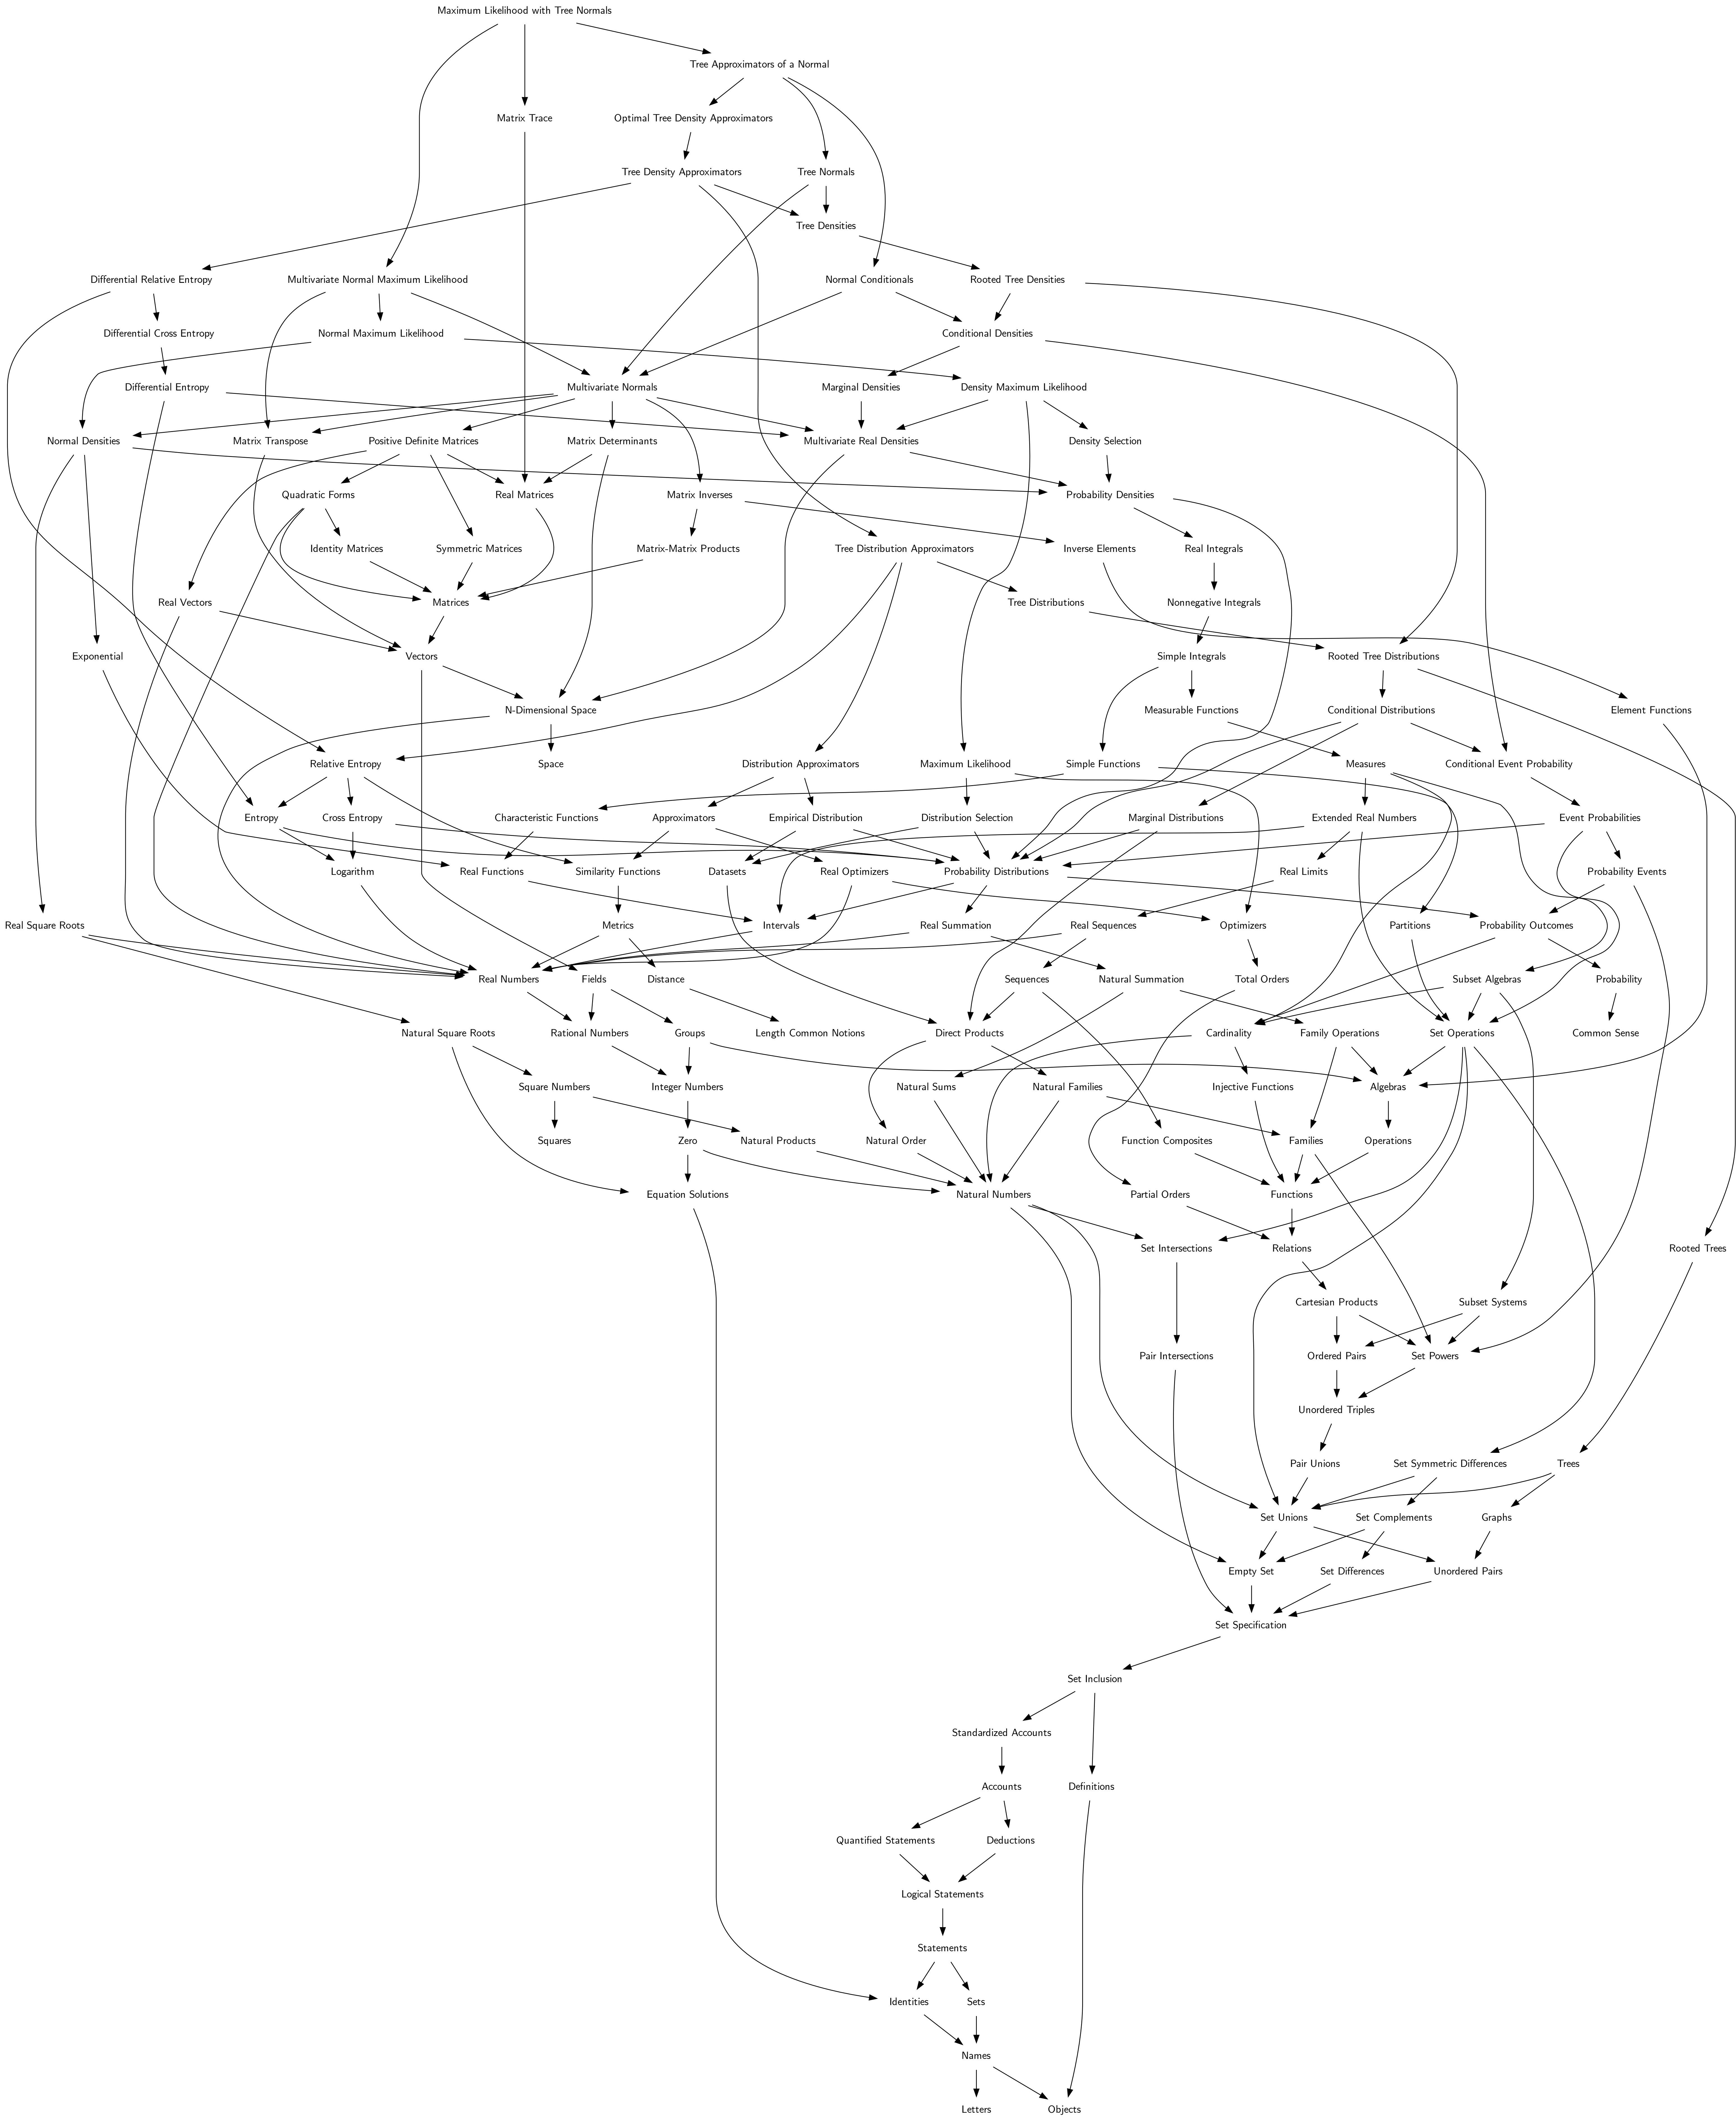 Maximum Likelihood with Tree Normals
Tree Approximators of a Normal
Matrix Trace
Optimal Tree Density Approximators
Tree Density Approximators
Tree Normals
Tree Densities
Differential Relative Entropy
Multivariate Normal Maximum Likelihood
Normal Conditionals
Rooted Tree Densities
Differential Cross Entropy
Normal Maximum Likelihood
Conditional Densities
Differential Entropy
Multivariate Normals
Marginal Densities
Density Maximum Likelihood
Normal Densities
Matrix Transpose
Positive Definite Matrices
Matrix Determinants
Multivariate Real Densities
Density Selection
Quadratic Forms
Real Matrices
Matrix Inverses
Probability Densities
Identity Matrices
Symmetric Matrices
Matrix-Matrix Products
Tree Distribution Approximators
Inverse Elements
Real Integrals
Real Vectors
Matrices
Tree Distributions
Nonnegative Integrals
Exponential
Vectors
Simple Integrals
Rooted Tree Distributions
N-Dimensional Space
Measurable Functions
Conditional Distributions
Element Functions
Relative Entropy
Space
Distribution Approximators
Maximum Likelihood
Simple Functions
Measures
Conditional Event Probability
Entropy
Cross Entropy
Characteristic Functions
Approximators
Empirical Distribution
Distribution Selection
Marginal Distributions
Extended Real Numbers
Event Probabilities
Logarithm
Real Functions
Similarity Functions
Datasets
Real Optimizers
Probability Distributions
Real Limits
Probability Events
Real Square Roots
Metrics
Intervals
Real Summation
Real Sequences
Optimizers
Partitions
Probability Outcomes
Real Numbers
Fields
Distance
Sequences
Natural Summation
Total Orders
Subset Algebras
Probability
Natural Square Roots
Rational Numbers
Groups
Length Common Notions
Direct Products
Cardinality
Family Operations
Set Operations
Common Sense
Square Numbers
Integer Numbers
Natural Sums
Natural Families
Injective Functions
Algebras
Squares
Zero
Natural Products
Natural Order
Function Composites
Families
Operations
Equation Solutions
Natural Numbers
Partial Orders
Functions
Set Intersections
Relations
Rooted Trees
Cartesian Products
Subset Systems
Pair Intersections
Ordered Pairs
Set Powers
Unordered Triples
Pair Unions
Set Symmetric Differences
Trees
Set Unions
Set Complements
Graphs
Empty Set
Set Differences
Unordered Pairs
Set Specification
Set Inclusion
Standardized Accounts
Accounts
Definitions
Quantified Statements
Deductions
Logical Statements
Statements
Identities
Sets
Names
Letters
Objects